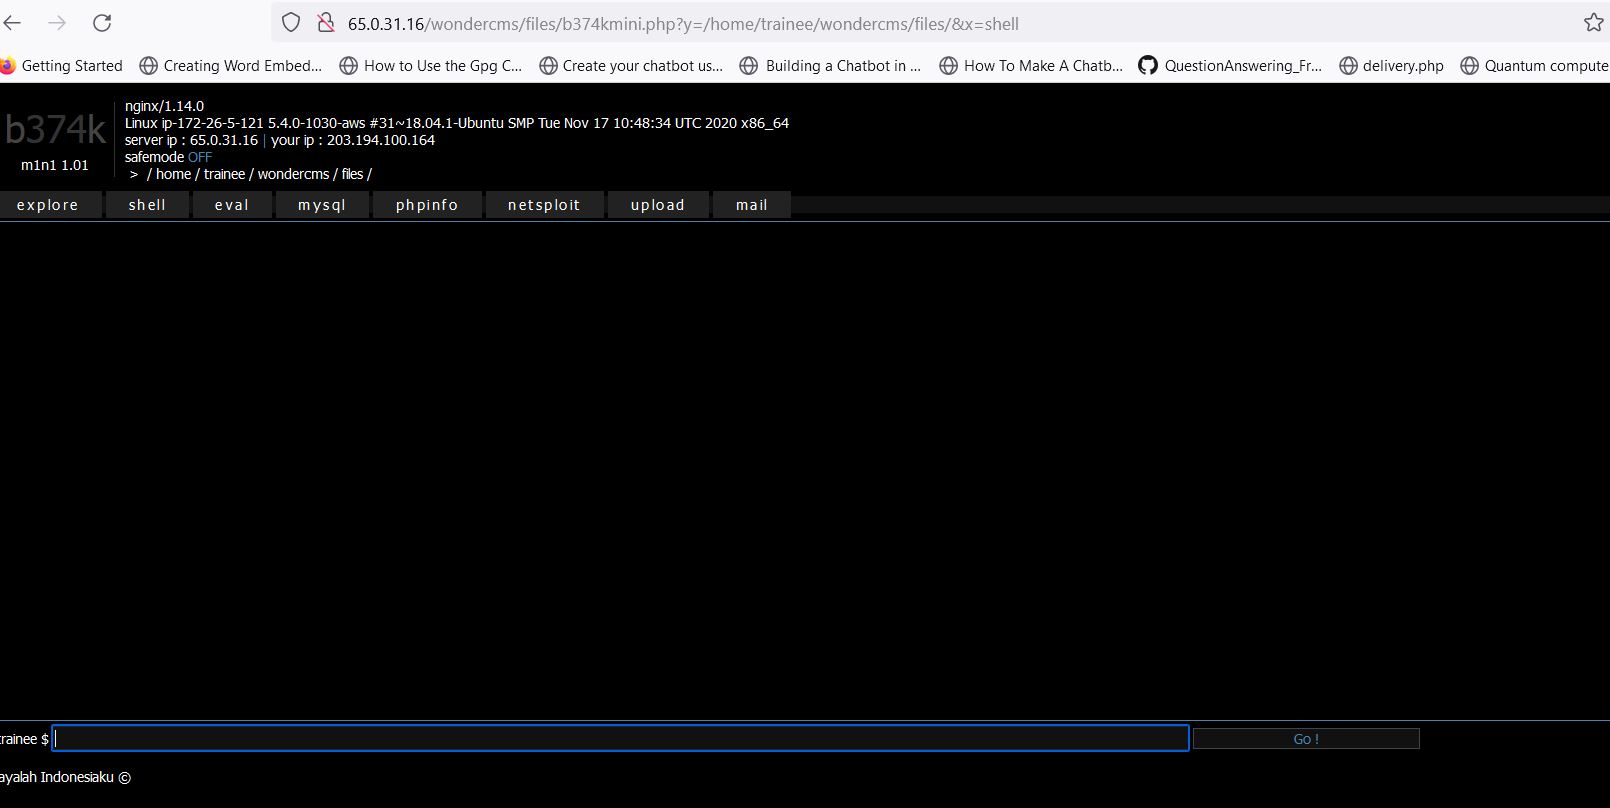 65.0.31.16/wondercms/files/b374kmini.php?y=/home/trainee/wondercms/files/&x=shell
Getting Started Creating Word Embed... How to Use the Gpg C... Create your chatbot us... Building a Chatbot in ... How To Make A Chatb... QuestionAnswering_Fr... delivery.php Quantum compute
b374k
m1n1 1.01
nginx/1.14.0
Linux ip-172-26-5-121 5.4.0-1030-aws #31~18.04.1-Ubuntu SMP Tue Nov 17 10:48:34 UTC 2020 x86_64
server ip : 65.0.31.16 | your ip : 203.194.100.164
safemode OFF
> / home / trainee / wondercms / files /
explore shell eval mysql phpinfo netsploit upload mail
rainee $ Go !
ayalah Indonesiaku ©